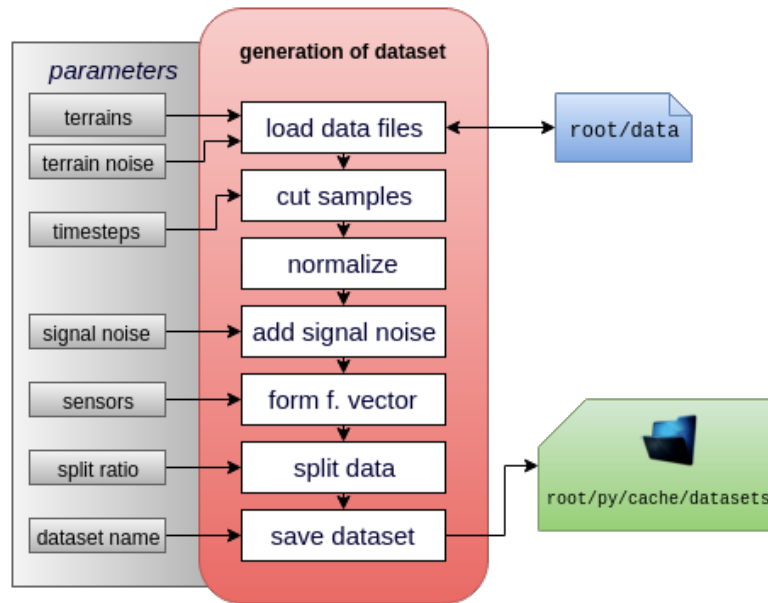 generation of dataset
parameters
terrains
load data files
root/data
terrain noise
cut samples
timesteps
normalize
signal noise
add signal noise
sensors
form f. vector
split ratio
split data
root/py/cache/datasets
dataset name
save dataset